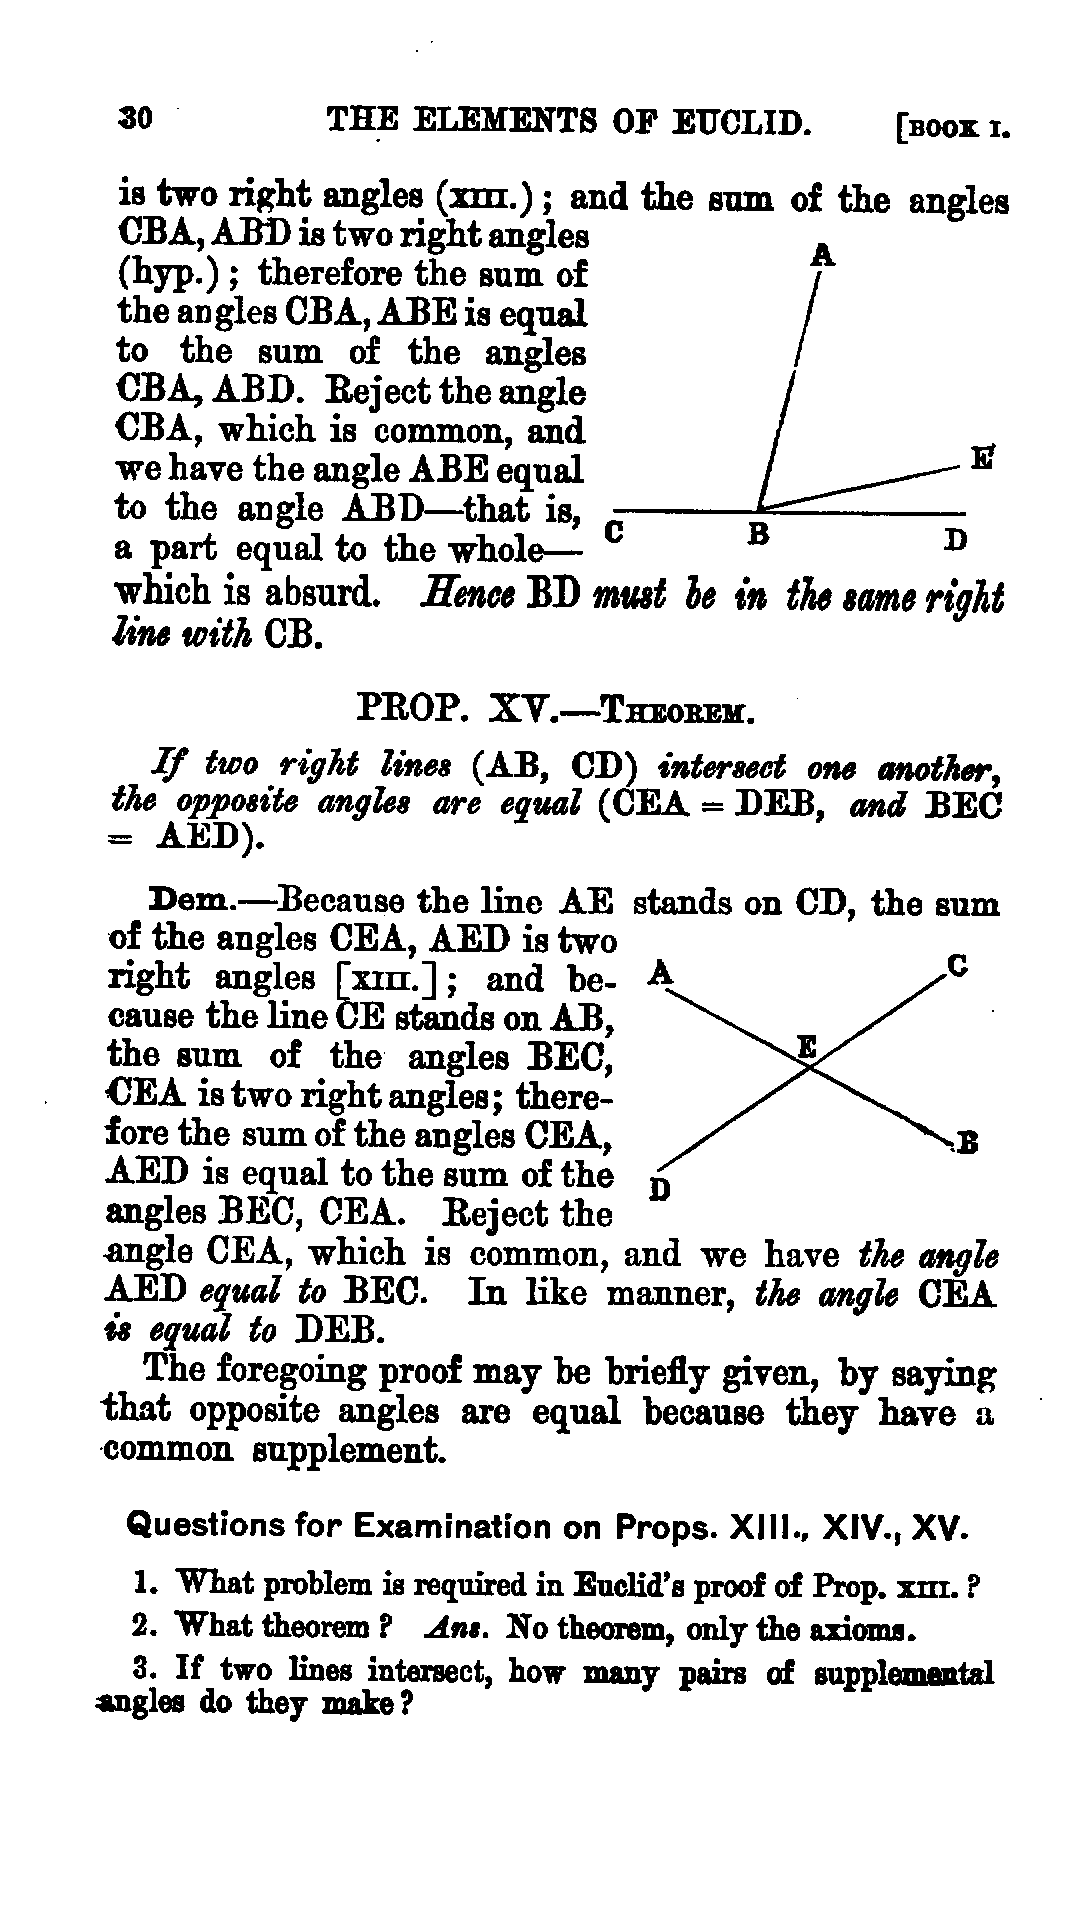 30 THE ELEMENTS OF EUCLID. [BOOK I.
is two right angles (XIII.); and the sum of the angles
CBA, ABD is two right angles
(hyp.); therefore the sum of
the angles CBA, ABE is equal
to the sum of the angles
CBA, ABD. Reject the angle
CBA, which is common, and
we have the angle ABE equal
to the angle ABD—that is,
a part equal to the whole—
A
E
C B D
which is absurd. Hence BD must be in the same right
line with CB.
PROP. XV.—THEOREM.
If two right lines (AB, CD) intersect one another,
the opposite angles are equal (CEA = DEB, and BEC
= AED).
Dem.—Because the line AE stands on CD, the sum
of the angles CEA, AED is two
right angles [XIII.]; and be-
cause the line CE stands on AB,
the sum of the angles BEC,
CEA is two right angles; there-
fore the sum of the angles CEA,
AED is equal to the sum of the
angles BEC, CEA. Reject the
A C
E
B
D
angle CEA, which is common, and we have the angle
AED equal to BEC. In like manner, the angle CEA
is equal to DEB.
The foregoing proof may be briefly given, by saying
that opposite angles are equal because they have a
common supplement.
Questions for Examination on Props. XIII., XIV., XV.
1. What problem is required in Euclid's proof of Prop. XIII.?
2. What theorem? Ans. No theorem, only the axioms.
3. If two lines intersect, how many pairs of supplemental
angles do they make?